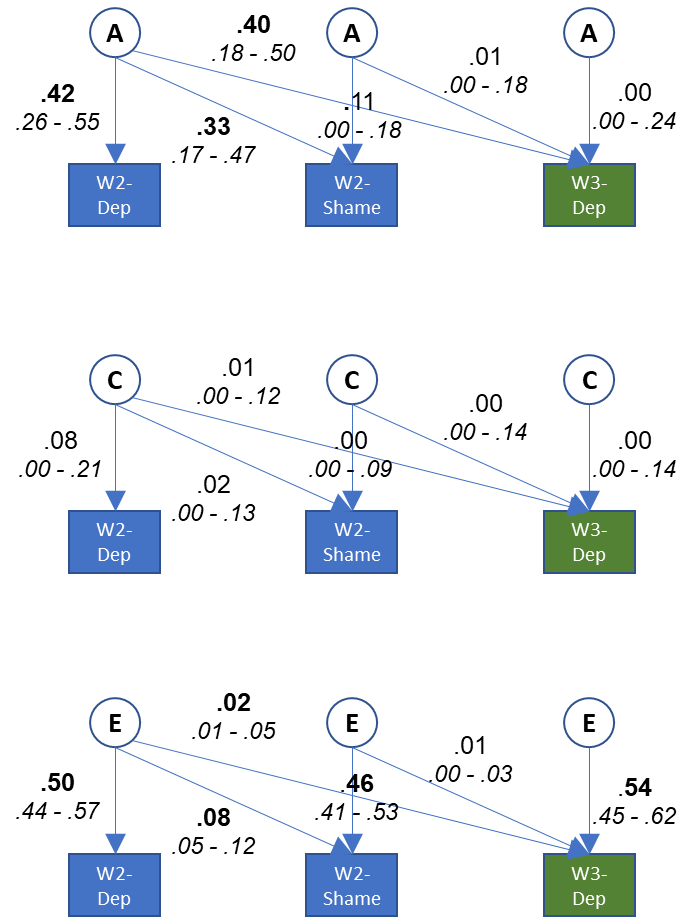 A
A
A
.40
.18 - .50
.01
.00 - .18
.42
.26 - .55
.33
.17 - .47
.11
.00 - .18
.00
.00 - .24
W2-
Dep
W2-
Shame
W3-
Dep
C
C
C
.01
.00 - .12
.00
.00 - .14
.08
.00 - .21
.02
.00 - .13
.00
.00 - .09
.00
.00 - .14
W2-
Dep
W2-
Shame
W3-
Dep
E
E
E
.02
.01 - .05
.01
.00 - .03
.50
.44 - .57
.08
.05 - .12
.46
.41 - .53
.54
.45 - .62
W2-
Dep
W2-
Shame
W3-
Dep